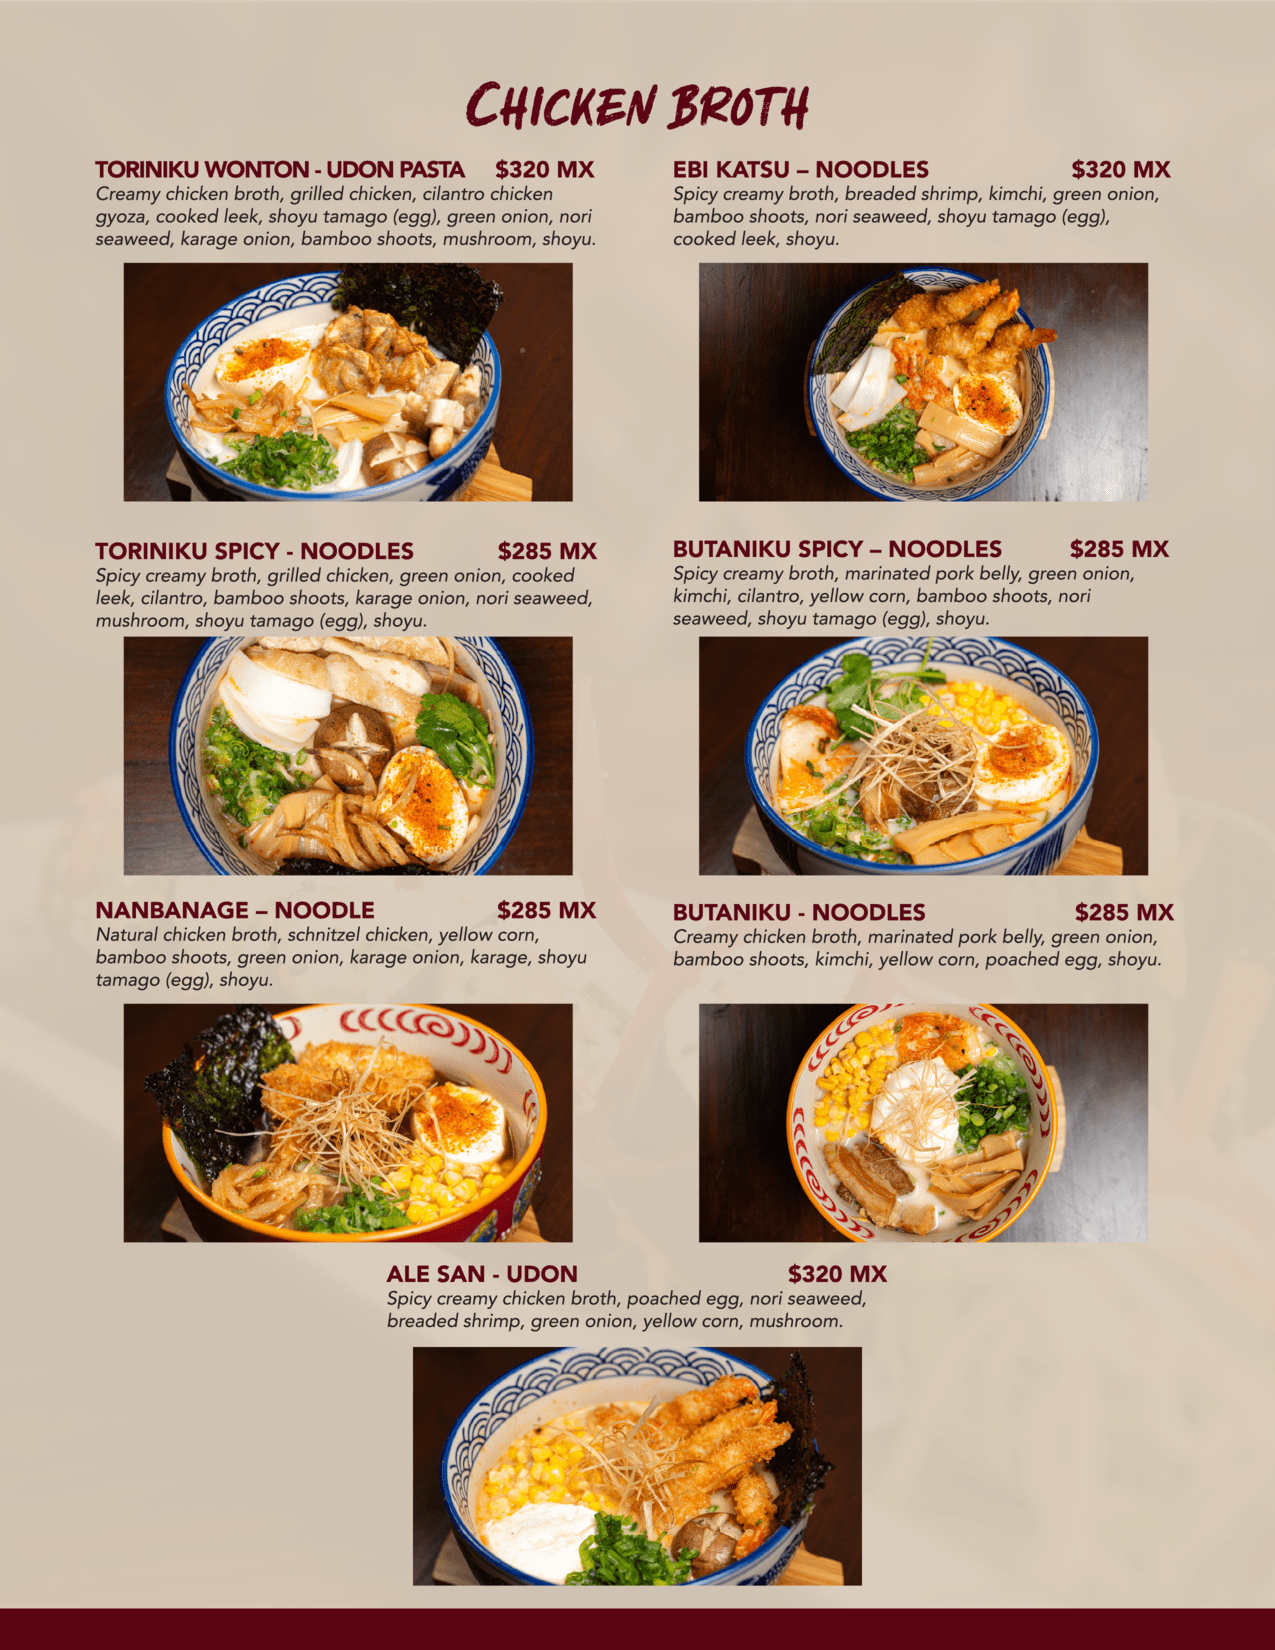 CHICKEN BROTH
TORINIKU WONTON - UDON PASTA $320 MX
Creamy chicken broth, grilled chicken, cilantro chicken
gyoza, cooked leek, shoyu tamago (egg), green onion, nori
seaweed, karage onion, bamboo shoots, mushroom, shoyu.
EBI KATSU – NOODLES $320 MX
Spicy creamy broth, breaded shrimp, kimchi, green onion,
bamboo shoots, nori seaweed, shoyu tamago (egg),
cooked leek, shoyu.
TORINIKU SPICY - NOODLES $285 MX
Spicy creamy broth, grilled chicken, green onion, cooked
leek, cilantro, bamboo shoots, karage onion, nori seaweed,
mushroom, shoyu tamago (egg), shoyu.
BUTANIKU SPICY – NOODLES $285 MX
Spicy creamy broth, marinated pork belly, green onion,
kimchi, cilantro, yellow corn, bamboo shoots, nori
seaweed, shoyu tamago (egg), shoyu.
NANBANAGE – NOODLE $285 MX
Natural chicken broth, schnitzel chicken, yellow corn,
bamboo shoots, green onion, karage onion, karage, shoyu
tamago (egg), shoyu.
BUTANIKU - NOODLES $285 MX
Creamy chicken broth, marinated pork belly, green onion,
bamboo shoots, kimchi, yellow corn, poached egg, shoyu.
ALE SAN - UDON $320 MX
Spicy creamy chicken broth, poached egg, nori seaweed,
breaded shrimp, green onion, yellow corn, mushroom.